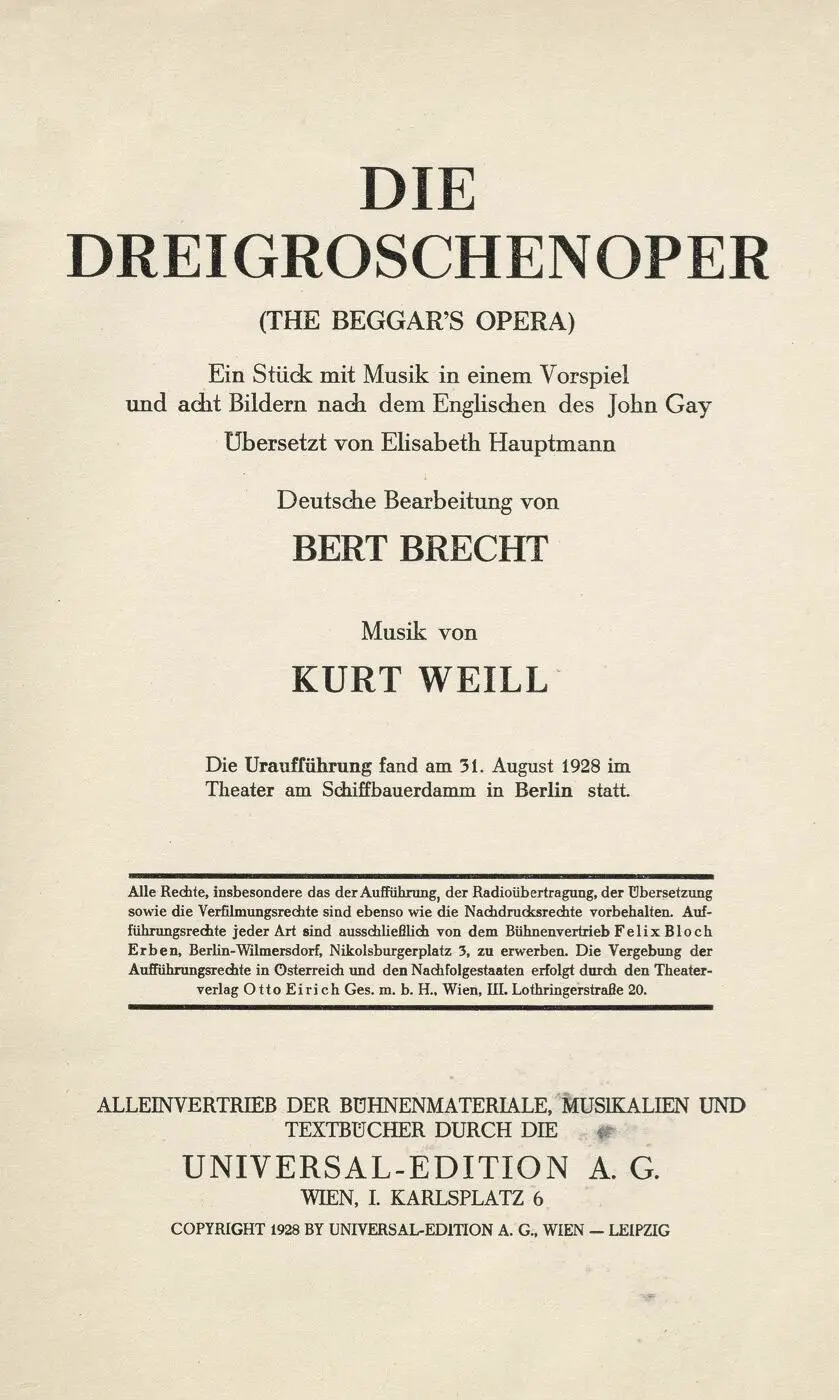 DIE
DREIGROSCHENOPER
(THE BEGGAR'S OPERA)
Ein Stück mit Musik in einem Vorspiel
und acht Bildern nach dem Englischen des John Gay
Übersetzt von Elisabeth Hauptmann
Deutsche Bearbeitung von
BERT BRECHT
Musik von
KURT WEILL
Die Uraufführung fand am 31. August 1928 im
Theater am Schiffbauerdamm in Berlin statt.
Alle Rechte, insbesondere das der Aufführung, der Radioübertragung, der Übersetzung
sowie die Verfilmungsrechte sind ebenso wie die Nachdrucksrechte vorbehalten. Auf-
führungsrechte jeder Art sind ausschließlich von dem Bühnenvertrieb Felix Bloch
Erben, Berlin-Wilmersdorf, Nikolsburgerplatz 3, zu erwerben. Die Vergebung der
Aufführungsrechte in Österreich und den Nachfolgestaaten erfolgt durch den Theater-
verlag Otto Eirich Ges. m. b. H., Wien, III. Lothringerstraße 20.
ALLEINVERTRIEB DER BÜHNENMATERIALE, MUSIKALIEN UND
TEXTBÜCHER DURCH DIE
UNIVERSAL-EDITION A. G.
WIEN, I. KARLSPLATZ 6
COPYRIGHT 1928 BY UNIVERSAL-EDITION A. G., WIEN — LEIPZIG